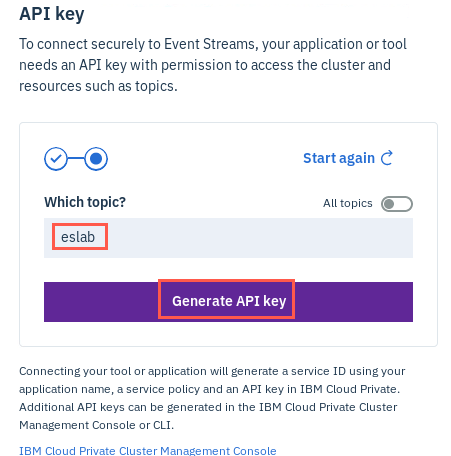 API key
To connect securely to Event Streams, your application or tool
needs an API key with permission to access the cluster and
resources such as topics.
Start again
Which topic?
All topics
eslab
Generate API key
Connecting your tool or application will generate a service ID using your
application name, a service policy and an API key in IBM Cloud Private.
Additional API keys can be generated in the IBM Cloud Private Cluster
Management Console or CLI.
IBM Cloud Private Cluster Management Console